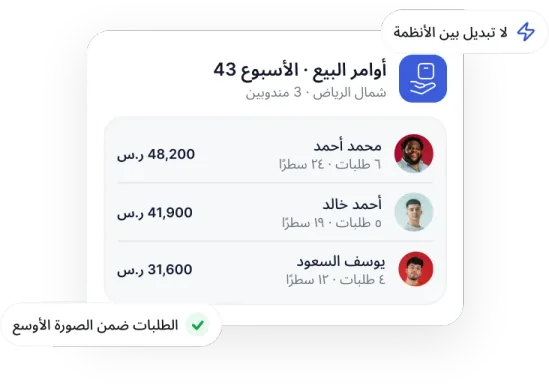 لا تبديل بين الأنظمة
أوامر البيع · الأسبوع 43
شمال الرياض · 3 مندوبين
محمد أحمد
٦ طلبات · ٢٤ سطرًا
48,200 ر.س
أحمد خالد
٥ طلبات · ١٩ سطرًا
41,900 ر.س
يوسف السعود
٤ طلبات · ١٢ سطرًا
31,600 ر.س
الطلبات ضمن الصورة الأوسع